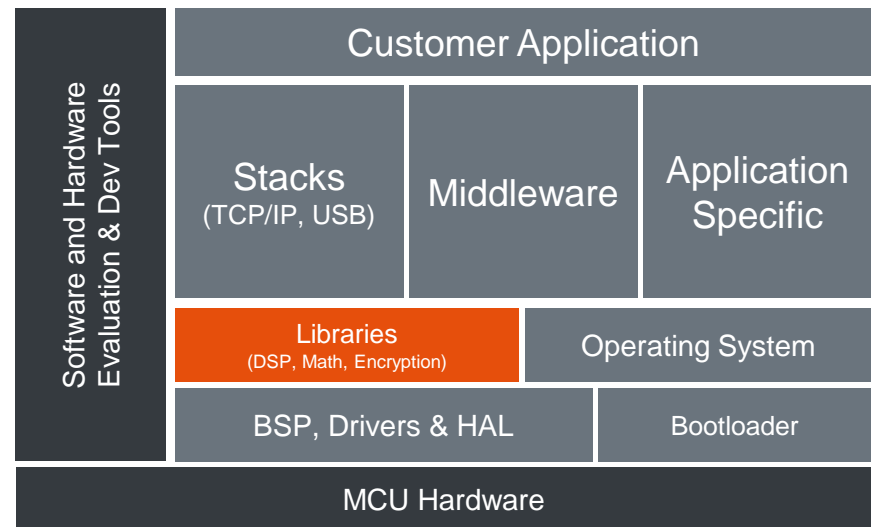 Software and Hardware
Evaluation & Dev Tools
Customer Application
Stacks
(TCP/IP, USB)
Middleware
Application
Specific
Libraries
(DSP, Math, Encryption)
Operating System
BSP, Drivers & HAL
Bootloader
MCU Hardware